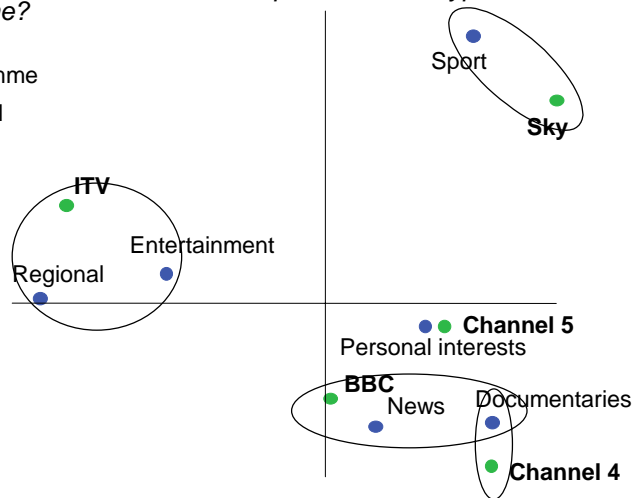 Sport
Sky
ITV
Entertainment
Regional
Channel 5
Personal interests
BBC
News
Documentaries
Channel 4